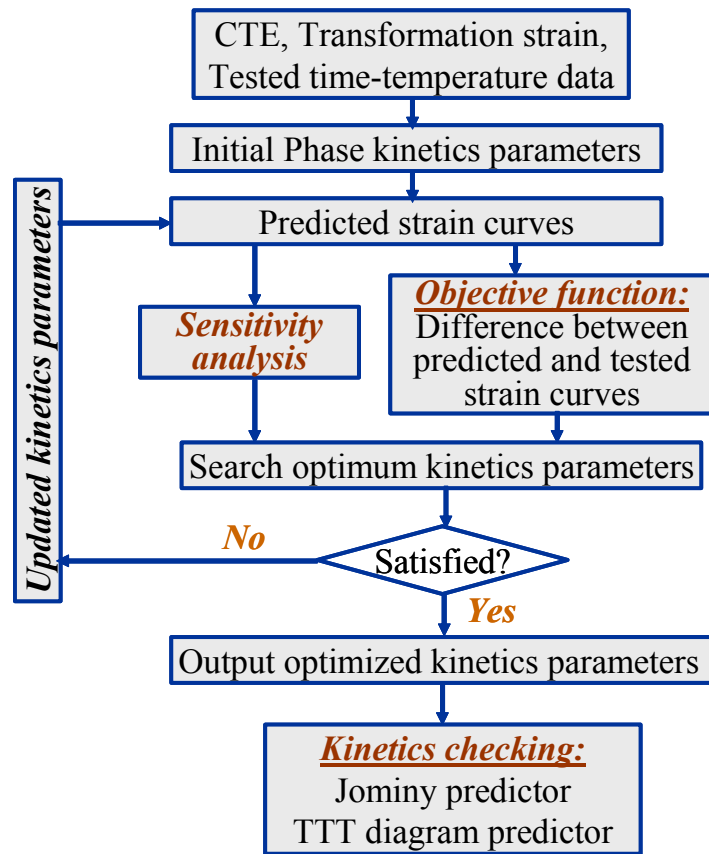 CTE, Transformation strain,
Tested time-temperature data
Initial Phase kinetics parameters
Predicted strain curves
Updated kinetics parameters
Sensitivity
analysis
Objective function:
Difference between
predicted and tested
strain curves
Search optimum kinetics parameters
No
Satisfied?
Yes
Output optimized kinetics parameters
Kinetics checking:
Jominy predictor
TTT diagram predictor